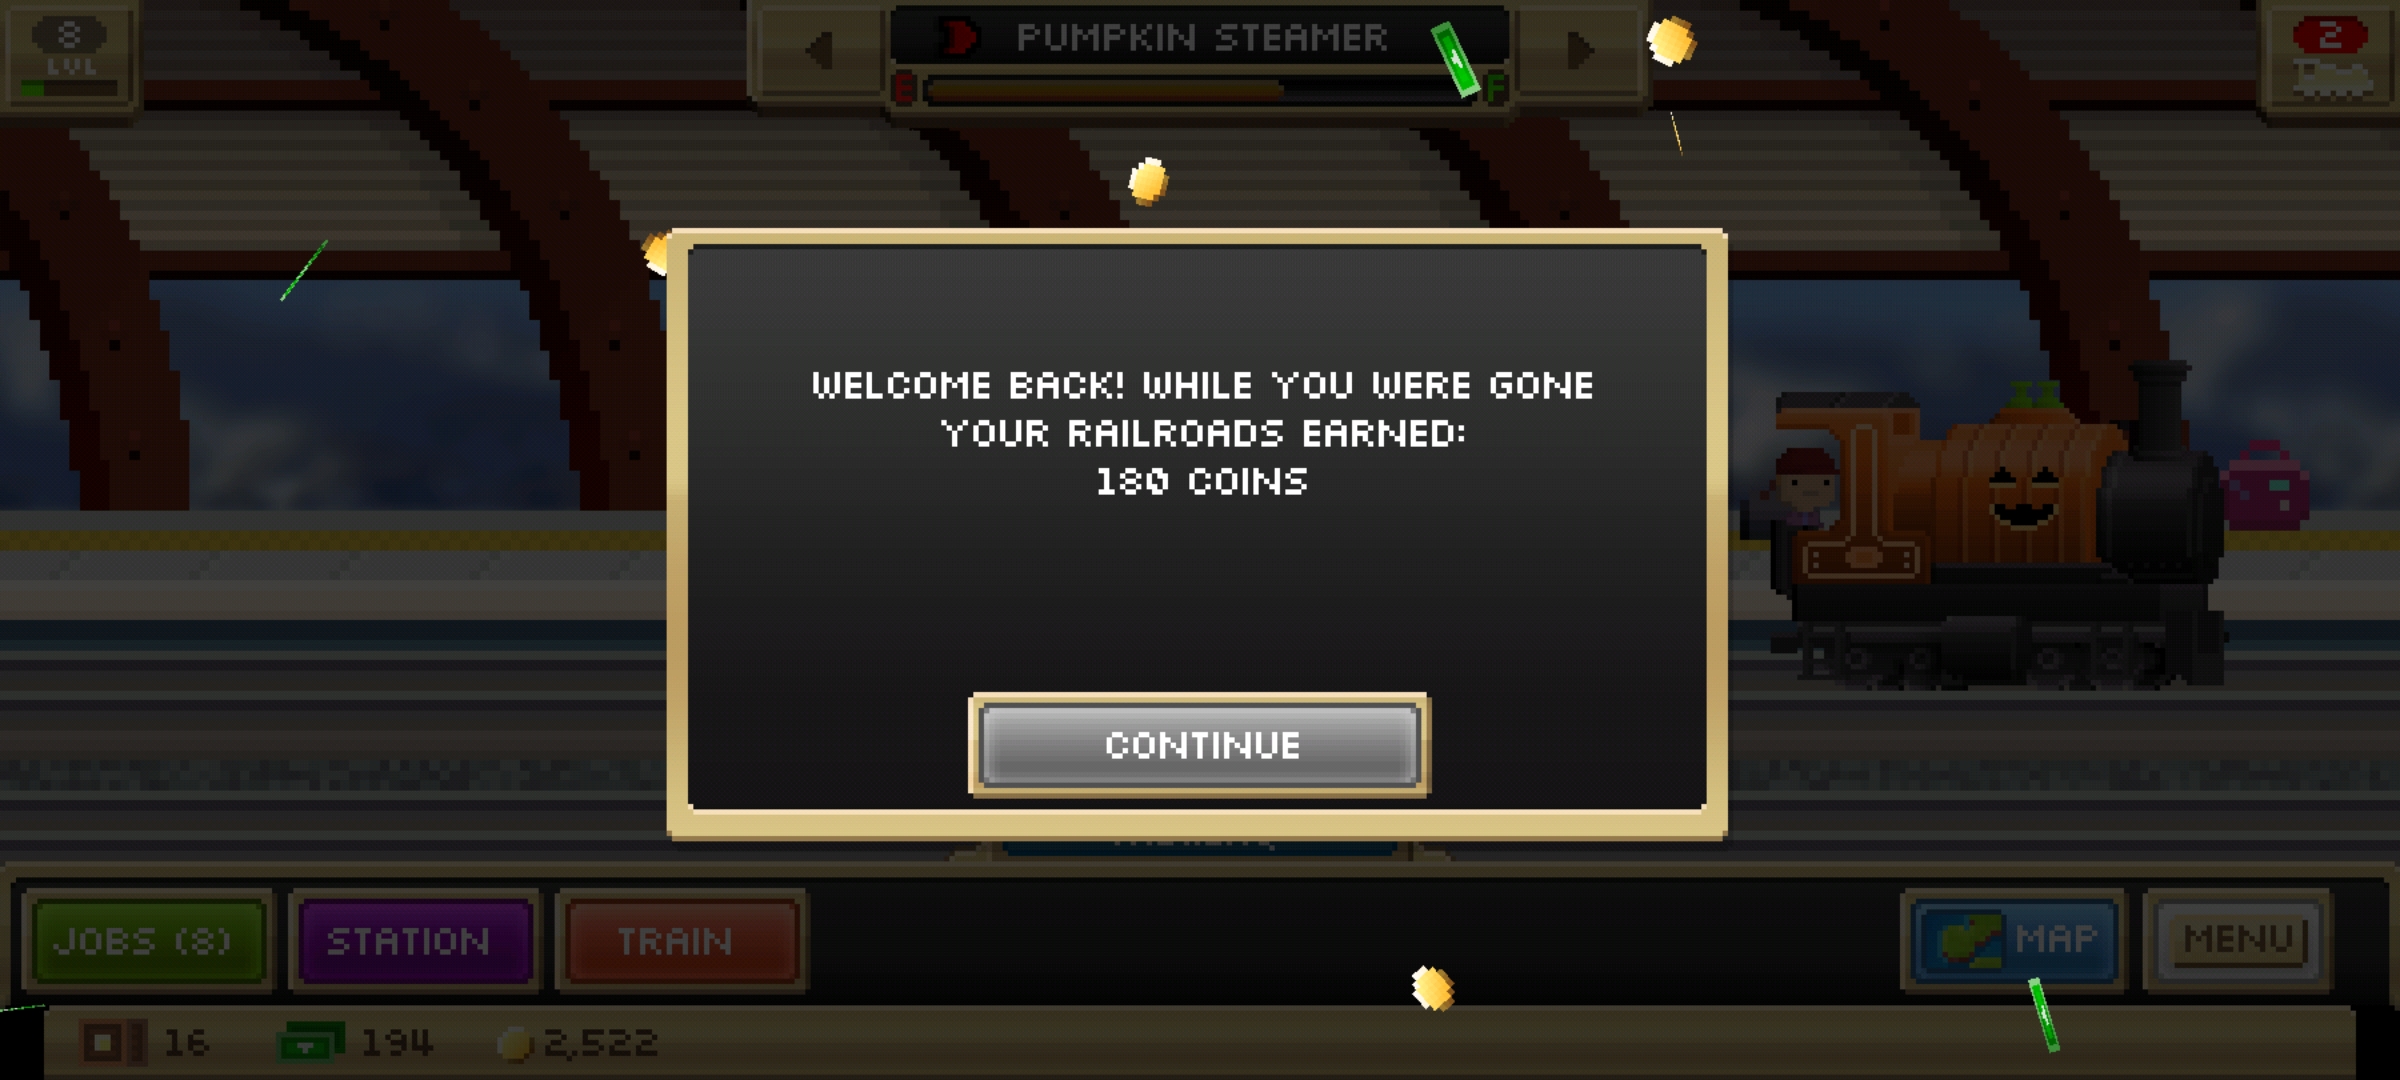 8
LVL
PUMPKIN STEAMER
E F
2
WELCOME BACK! WHILE YOU WERE GONE
YOUR RAILROADS EARNED:
180 COINS
CONTINUE
JOBS (8)
STATION
TRAIN
MAP
MENU
16
194
2,522